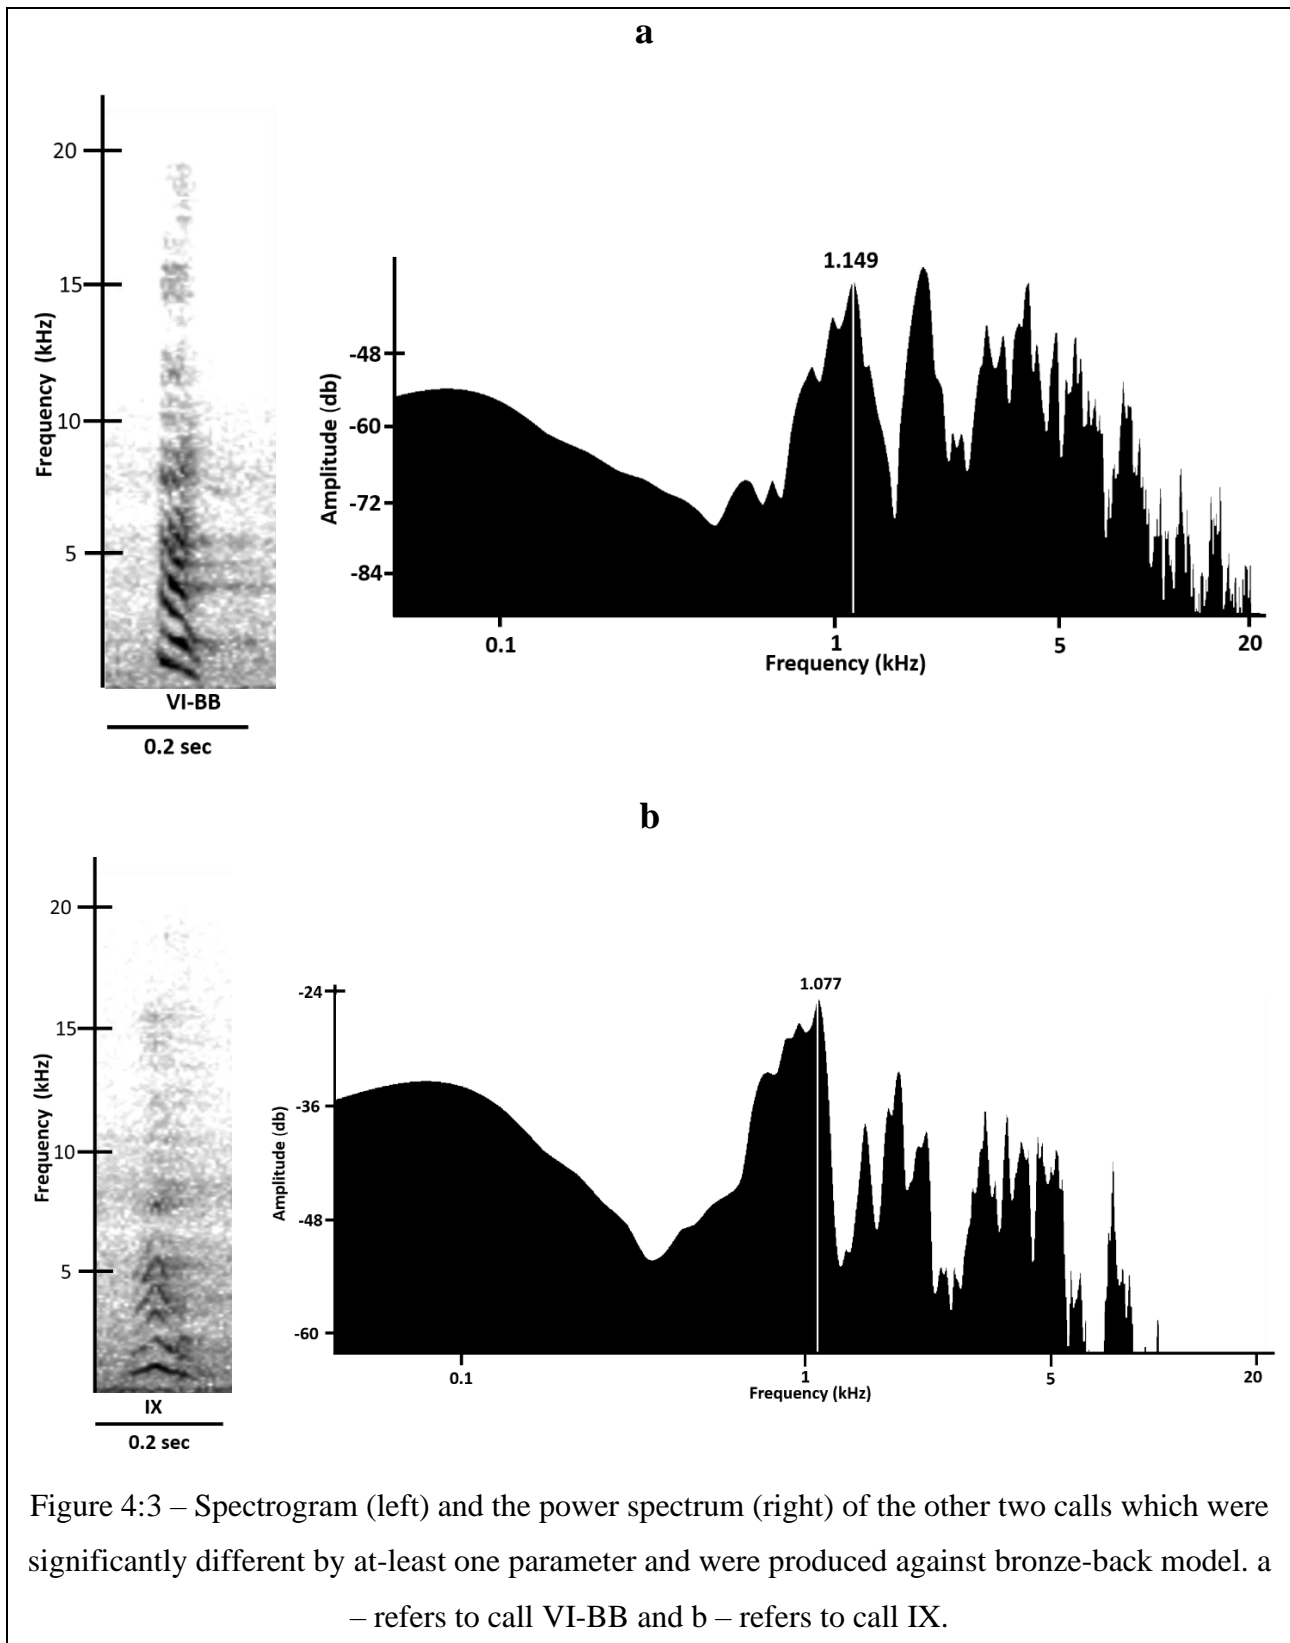 a
20
15
10
5
Frequency (kHz)
VI-BB
0.2 sec
1.149
-48
-60
-72
-84
Amplitude (db)
0.1 1 5 20
Frequency (kHz)
b
20
15
10
5
Frequency (kHz)
IX
0.2 sec
1.077
-24
-36
-48
-60
Amplitude (db)
0.1 1 5 20
Frequency (kHz)
Figure 4:3 – Spectrogram (left) and the power spectrum (right) of the other two calls which were
significantly different by at-least one parameter and were produced against bronze-back model. a
– refers to call VI-BB and b – refers to call IX.